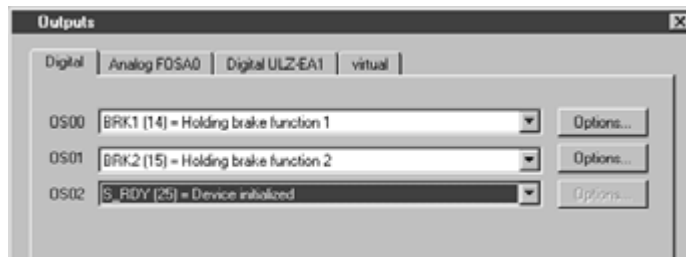 Outputs
Digital Analog FOSA0 Digital ULZ-EA1 virtual
OS00 BRK1 (14) = Holding brake function 1 Options...
OS01 BRK2 (15) = Holding brake function 2 Options...
OS02 S_RDY (25) = Device initialized Options...